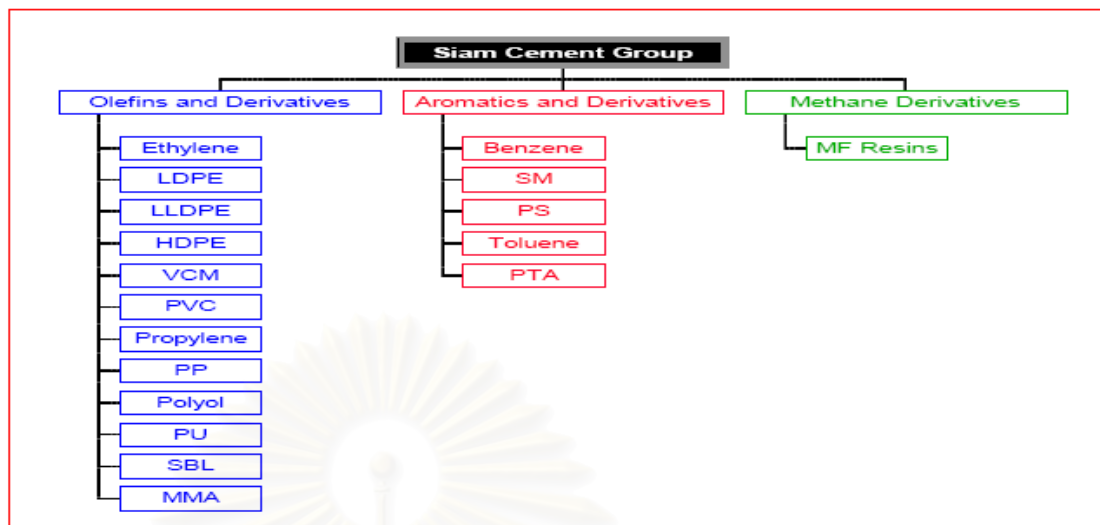 Siam Cement Group
Olefins and Derivatives
Ethylene
LDPE
LLDPE
HDPE
VCM
PVC
Propylene
PP
Polyol
PU
SBL
MMA
Aromatics and Derivatives
Benzene
SM
PS
Toluene
PTA
Methane Derivatives
MF Resins